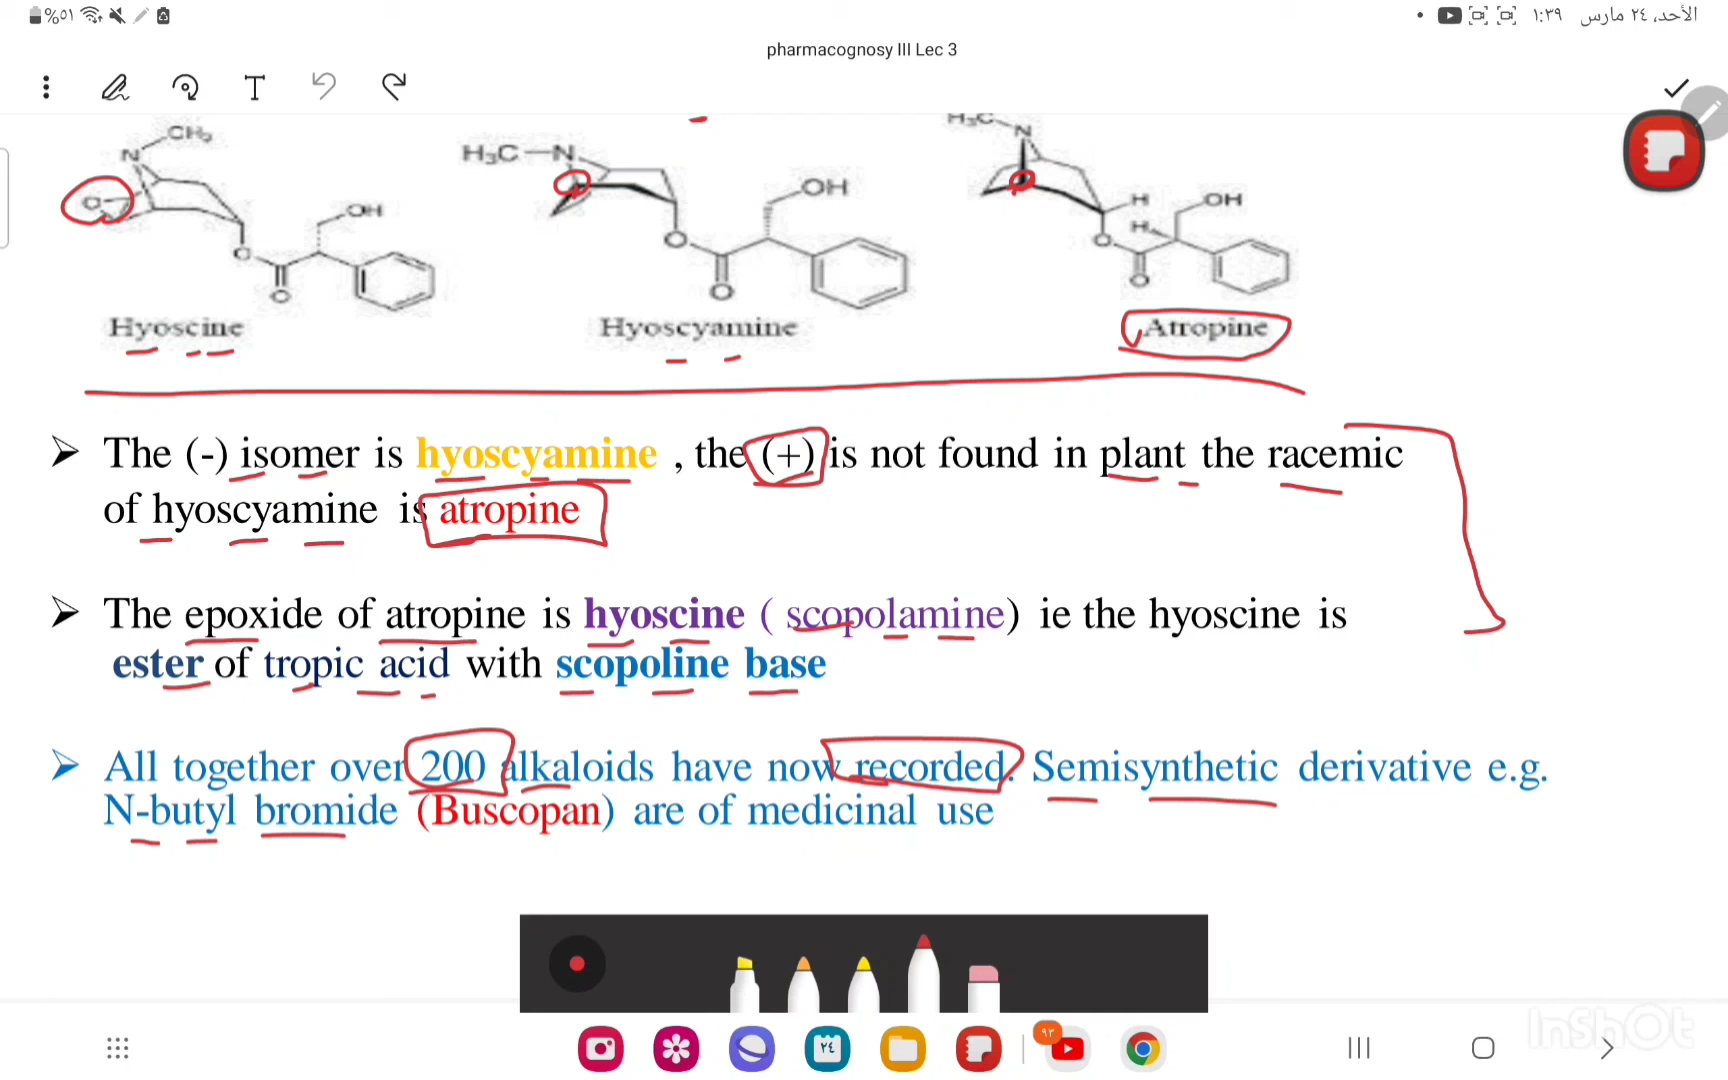 %٥١
الأحد، ٢٤ مارس ١:٣٩
pharmacognosy III Lec 3
T
CH₃
N
O
OH
O
O
Hyoscine
H₃C—N
OH
O
O
Hyoscyamine
H₃C
N
H
OH
H
O
O
Atropine
The (-) isomer is hyoscyamine , the (+) is not found in plant the racemic
of hyoscyamine is atropine
The epoxide of atropine is hyoscine ( scopolamine) ie the hyoscine is
ester of tropic acid with scopoline base
All together over 200 alkaloids have now recorded. Semisynthetic derivative e.g.
N-butyl bromide (Buscopan) are of medicinal use
٢٤
٩٢
InShOt